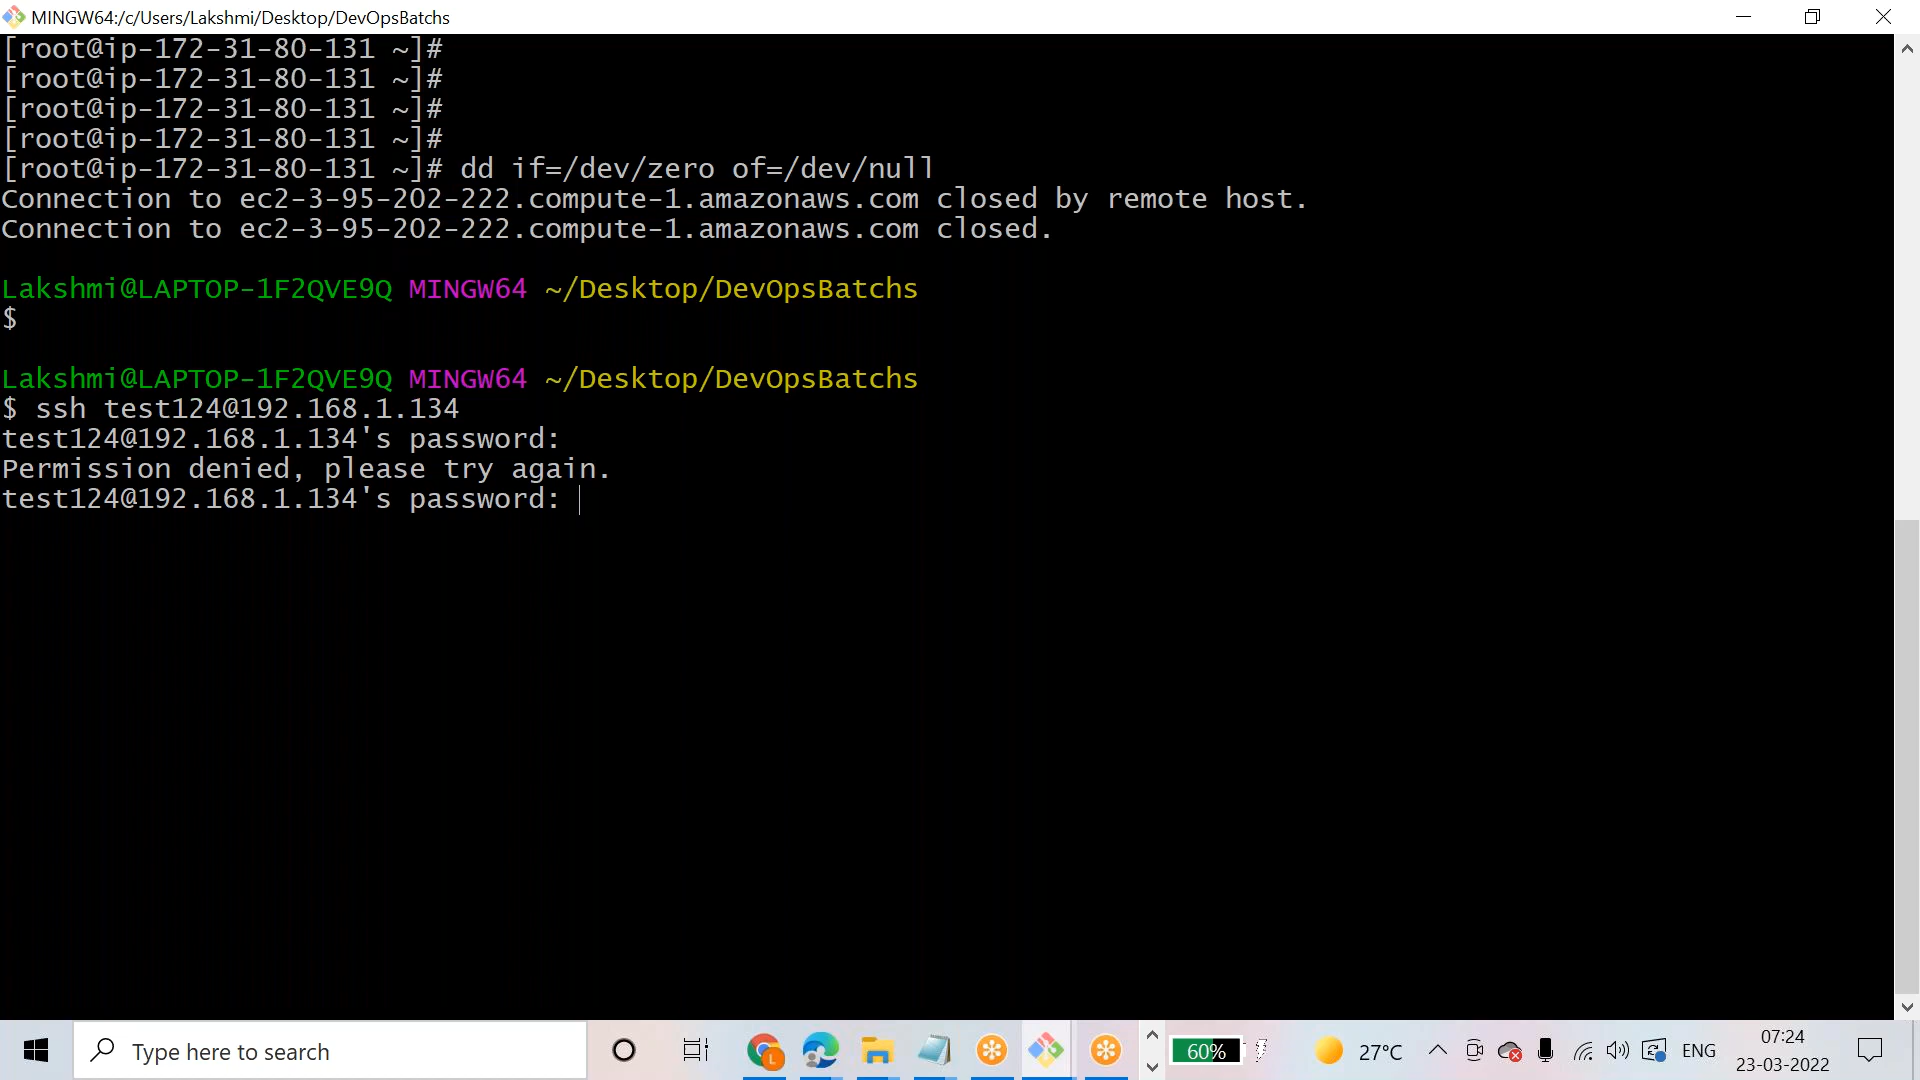 MINGW64:/c/Users/Lakshmi/Desktop/DevOpsBatchs
[root@ip-172-31-80-131 ~]#
[root@ip-172-31-80-131 ~]#
[root@ip-172-31-80-131 ~]#
[root@ip-172-31-80-131 ~]#
[root@ip-172-31-80-131 ~]# dd if=/dev/zero of=/dev/null
Connection to ec2-3-95-202-222.compute-1.amazonaws.com closed by remote host.
Connection to ec2-3-95-202-222.compute-1.amazonaws.com closed.
Lakshmi@LAPTOP-1F2QVE9Q MINGW64 ~/Desktop/DevOpsBatchs
$
Lakshmi@LAPTOP-1F2QVE9Q MINGW64 ~/Desktop/DevOpsBatchs
$ ssh test124@192.168.1.134
test124@192.168.1.134's password:
Permission denied, please try again.
test124@192.168.1.134's password:
Type here to search
L
60%
27°C
ENG
07:24
23-03-2022